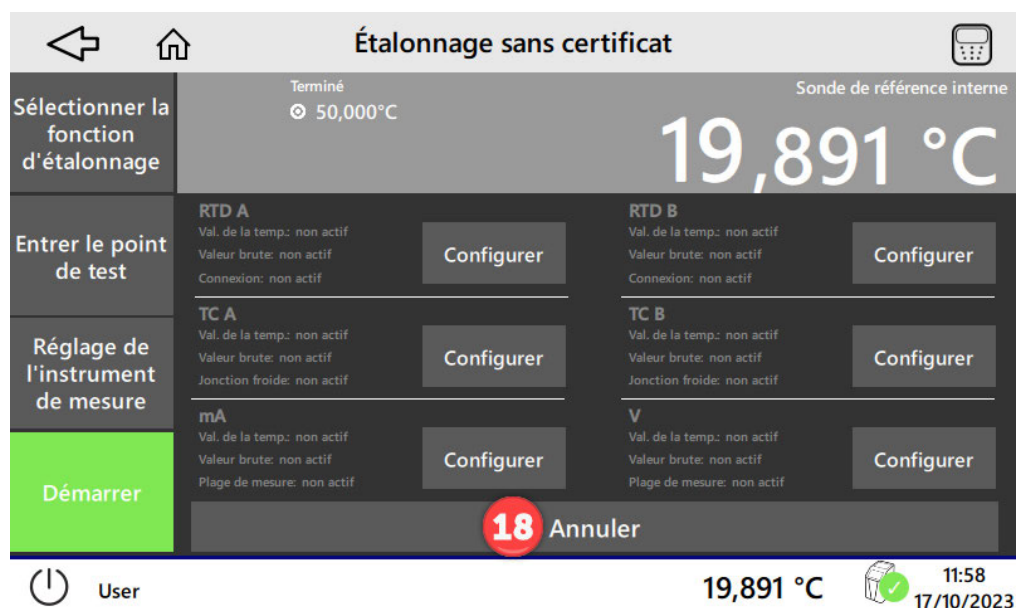 Étalonnage sans certificat
Sélectionner la
fonction
d'étalonnage
Entrer le point
de test
Réglage de
l'instrument
de mesure
Démarrer
Terminé
50,000°C
Sonde de référence interne
19,891 °C
RTD A
Val. de la temp.: non actif
Valeur brute: non actif
Connexion: non actif
Configurer
RTD B
Val. de la temp.: non actif
Valeur brute: non actif
Connexion: non actif
Configurer
TC A
Val. de la temp.: non actif
Valeur brute: non actif
Jonction froide: non actif
Configurer
TC B
Val. de la temp.: non actif
Valeur brute: non actif
Jonction froide: non actif
Configurer
mA
Val. de la temp.: non actif
Valeur brute: non actif
Plage de mesure: non actif
Configurer
V
Val. de la temp.: non actif
Valeur brute: non actif
Plage de mesure: non actif
Configurer
18 Annuler
User
19,891 °C
11:58
17/10/2023